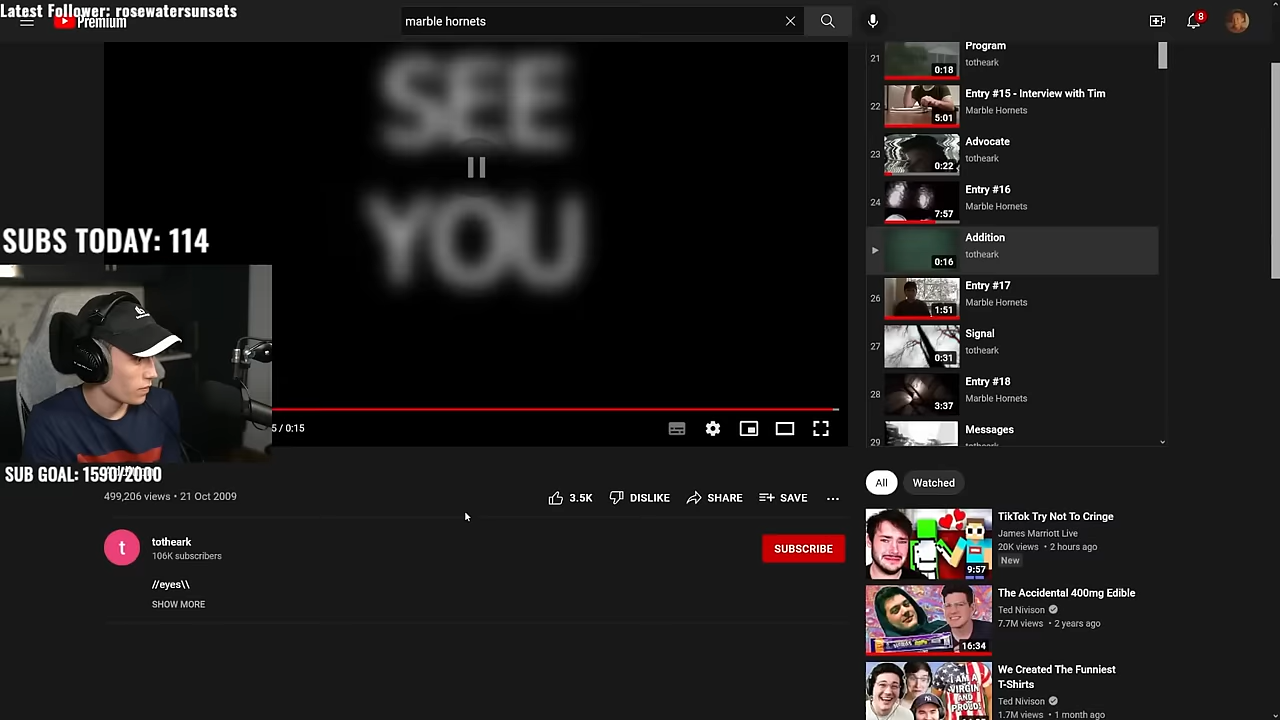 Latest Follower: rosewatersunsets
Premium
marble hornets
8
SEE
YOU
SUBS TODAY: 114
5 / 0:15
SUB GOAL: 1590/2000
499,206 views • 21 Oct 2009
3.5K
DISLIKE
SHARE
SAVE
t
totheark
106K subscribers
SUBSCRIBE
//eyes\\
SHOW MORE
21
0:18
Program
totheark
22
5:01
Entry #15 - Interview with Tim
Marble Hornets
23
0:22
Advocate
totheark
24
7:57
Entry #16
Marble Hornets
0:16
Addition
totheark
26
1:51
Entry #17
Marble Hornets
27
0:31
Signal
totheark
28
3:37
Entry #18
Marble Hornets
29
Messages
totheark
All
Watched
9:57
TikTok Try Not To Cringe
James Marriott Live
20K views • 2 hours ago
New
16:34
The Accidental 400mg Edible
Ted Nivison
7.7M views • 2 years ago
I AM A
VIRGIN
AND
PROUD!
We Created The Funniest
T-Shirts
Ted Nivison
1.7M views • 1 month ago